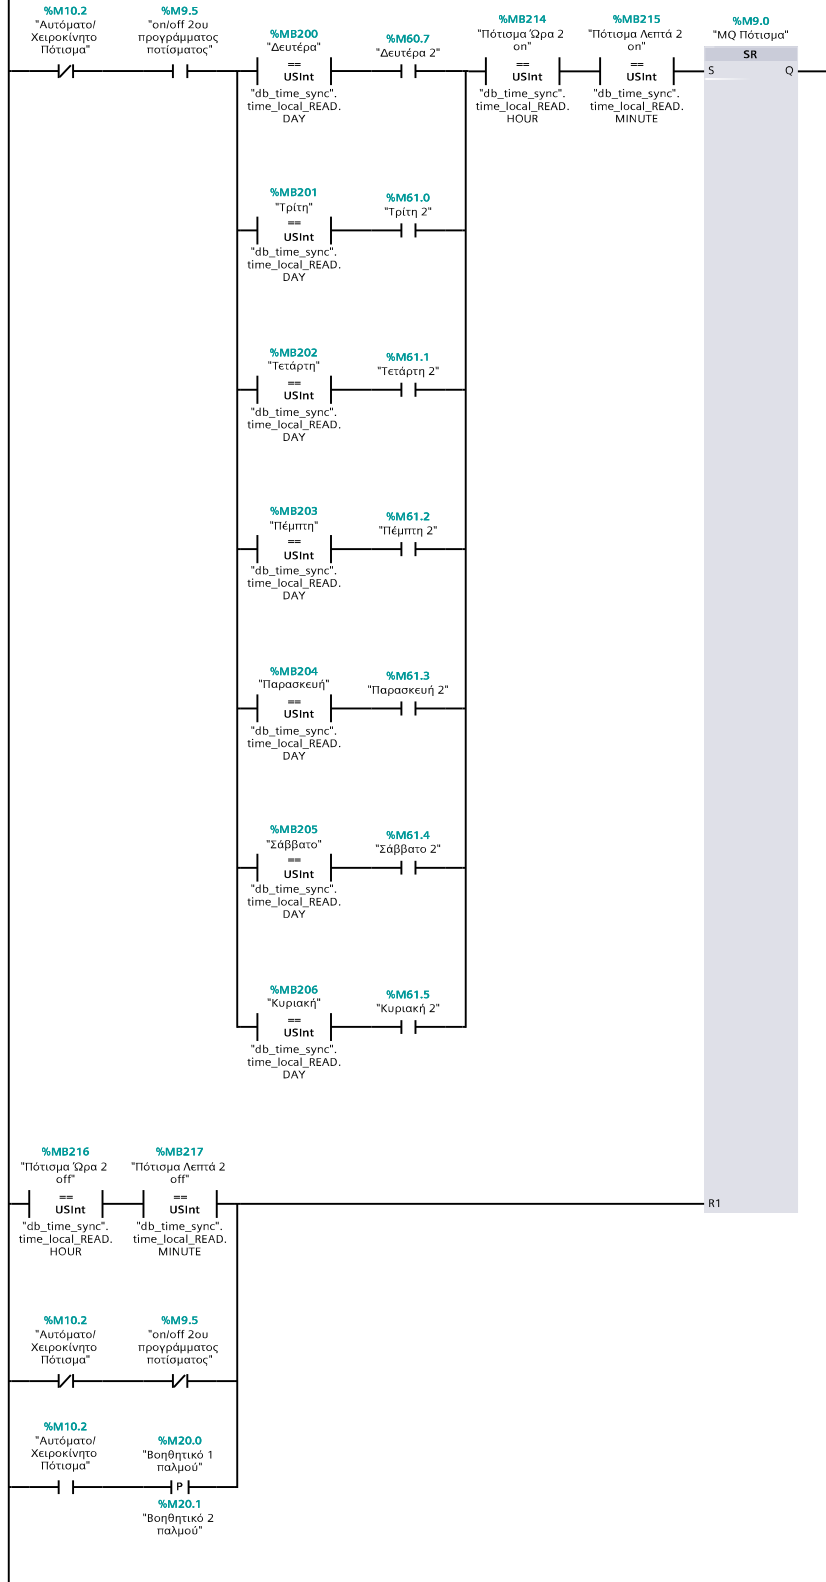 %M10.2
"Αυτόματο/
Χειροκίνητο
Πότισμα"
%M9.5
"on/off 2ου
προγράμματος
ποτίσματος"
%MB200
"Δευτέρα"
==
USInt
"db_time_sync".
time_local_READ.
DAY
%M60.7
"Δευτέρα 2"
%MB214
"Πότισμα Ώρα 2
on"
==
USInt
"db_time_sync".
time_local_READ.
HOUR
%MB215
"Πότισμα Λεπτά 2
on"
==
USInt
"db_time_sync".
time_local_READ.
MINUTE
%M9.0
"MQ Πότισμα"
SR
S
Q
%MB201
"Τρίτη"
==
USInt
"db_time_sync".
time_local_READ.
DAY
%M61.0
"Τρίτη 2"
%MB202
"Τετάρτη"
==
USInt
"db_time_sync".
time_local_READ.
DAY
%M61.1
"Τετάρτη 2"
%MB203
"Πέμπτη"
==
USInt
"db_time_sync".
time_local_READ.
DAY
%M61.2
"Πέμπτη 2"
%MB204
"Παρασκευή"
==
USInt
"db_time_sync".
time_local_READ.
DAY
%M61.3
"Παρασκευή 2"
%MB205
"Σάββατο"
==
USInt
"db_time_sync".
time_local_READ.
DAY
%M61.4
"Σάββατο 2"
%MB206
"Κυριακή"
==
USInt
"db_time_sync".
time_local_READ.
DAY
%M61.5
"Κυριακή 2"
%MB216
"Πότισμα Ώρα 2
off"
==
USInt
"db_time_sync".
time_local_READ.
HOUR
%MB217
"Πότισμα Λεπτά 2
off"
==
USInt
"db_time_sync".
time_local_READ.
MINUTE
R1
%M10.2
"Αυτόματο/
Χειροκίνητο
Πότισμα"
%M9.5
"on/off 2ου
προγράμματος
ποτίσματος"
%M10.2
"Αυτόματο/
Χειροκίνητο
Πότισμα"
%M20.0
"Βοηθητικό 1
παλμού"
P
%M20.1
"Βοηθητικό 2
παλμού"